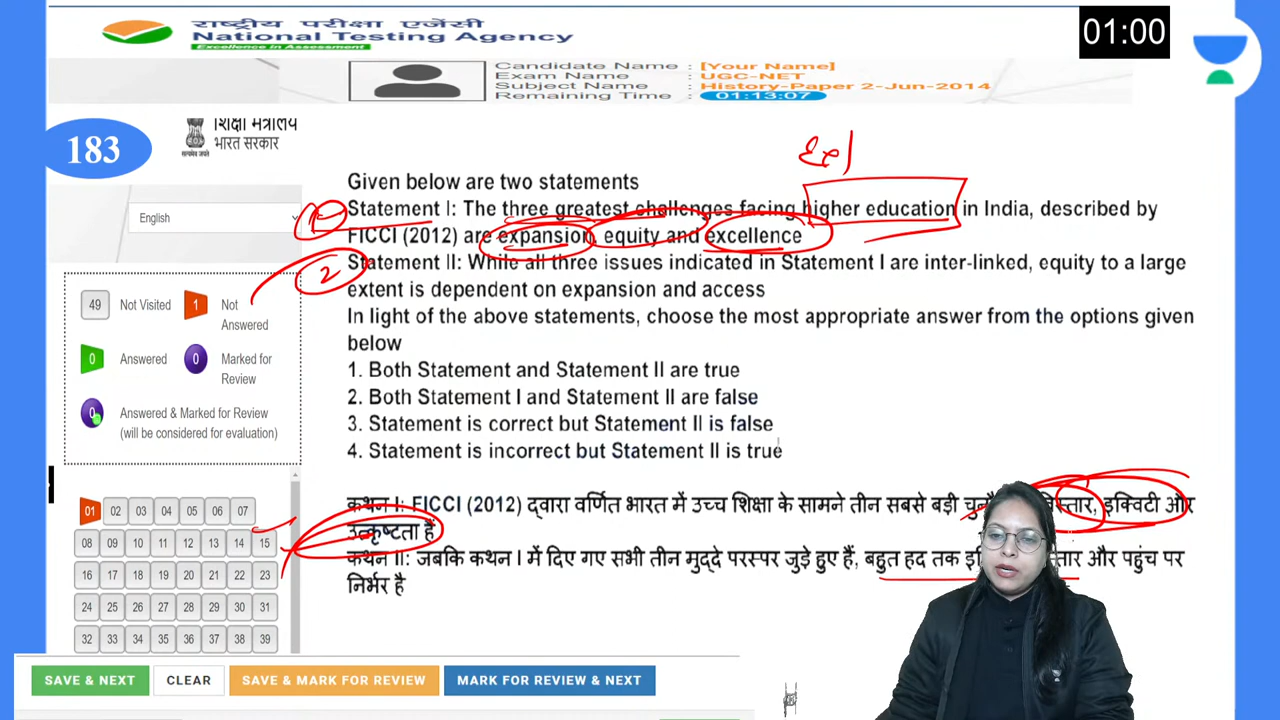 राष्ट्रीय परीक्षा एजेंसी
National Testing Agency
Excellence in Assessment
01:00
Candidate Name : [Your Name]
Exam Name : UGC-NET
Subject Name : History-Paper 2-Jun-2014
Remaining Time : 01:13:07
183
शिक्षा मंत्रालय
भारत सरकार
सत्यमेव जयते
English
49 Not Visited 1 Not Answered
0 Answered 0 Marked for Review
0 Answered & Marked for Review
(will be considered for evaluation)
Given below are two statements
Statement I: The three greatest challenges facing higher education in India, described by
FICCI (2012) are expansion, equity and excellence
Statement II: While all three issues indicated in Statement I are inter-linked, equity to a large
extent is dependent on expansion and access
In light of the above statements, choose the most appropriate answer from the options given
below
1. Both Statement and Statement II are true
2. Both Statement I and Statement II are false
3. Statement is correct but Statement II is false
4. Statement is incorrect but Statement II is true
कथन I: FICCI (2012) द्वारा वर्णित भारत में उच्च शिक्षा के सामने तीन सबसे बड़ी इक्विटी और
उत्कृष्टता हैं
कथन II: जबकि कथन I में दिए गए सभी तीन मुद्दे परस्पर जुड़े हुए हैं, बहुत हद तक और पहुंच पर
निर्भर है
1
2
01 02 03 04 05 06 07
08 09 10 11 12 13 14 15
16 17 18 19 20 21 22 23
24 25 26 27 28 29 30 31
32 33 34 35 36 37 38 39
SAVE & NEXT CLEAR SAVE & MARK FOR REVIEW MARK FOR REVIEW & NEXT